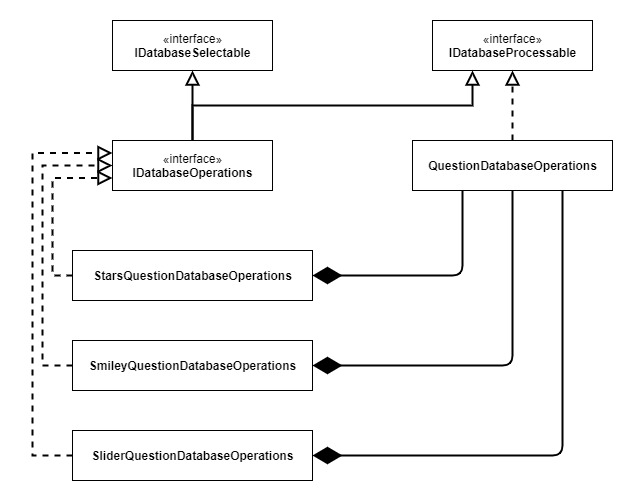 «interface»
IDatabaseSelectable
«interface»
IDatabaseProcessable
«interface»
IDatabaseOperations
QuestionDatabaseOperations
StarsQuestionDatabaseOperations
SmileyQuestionDatabaseOperations
SliderQuestionDatabaseOperations